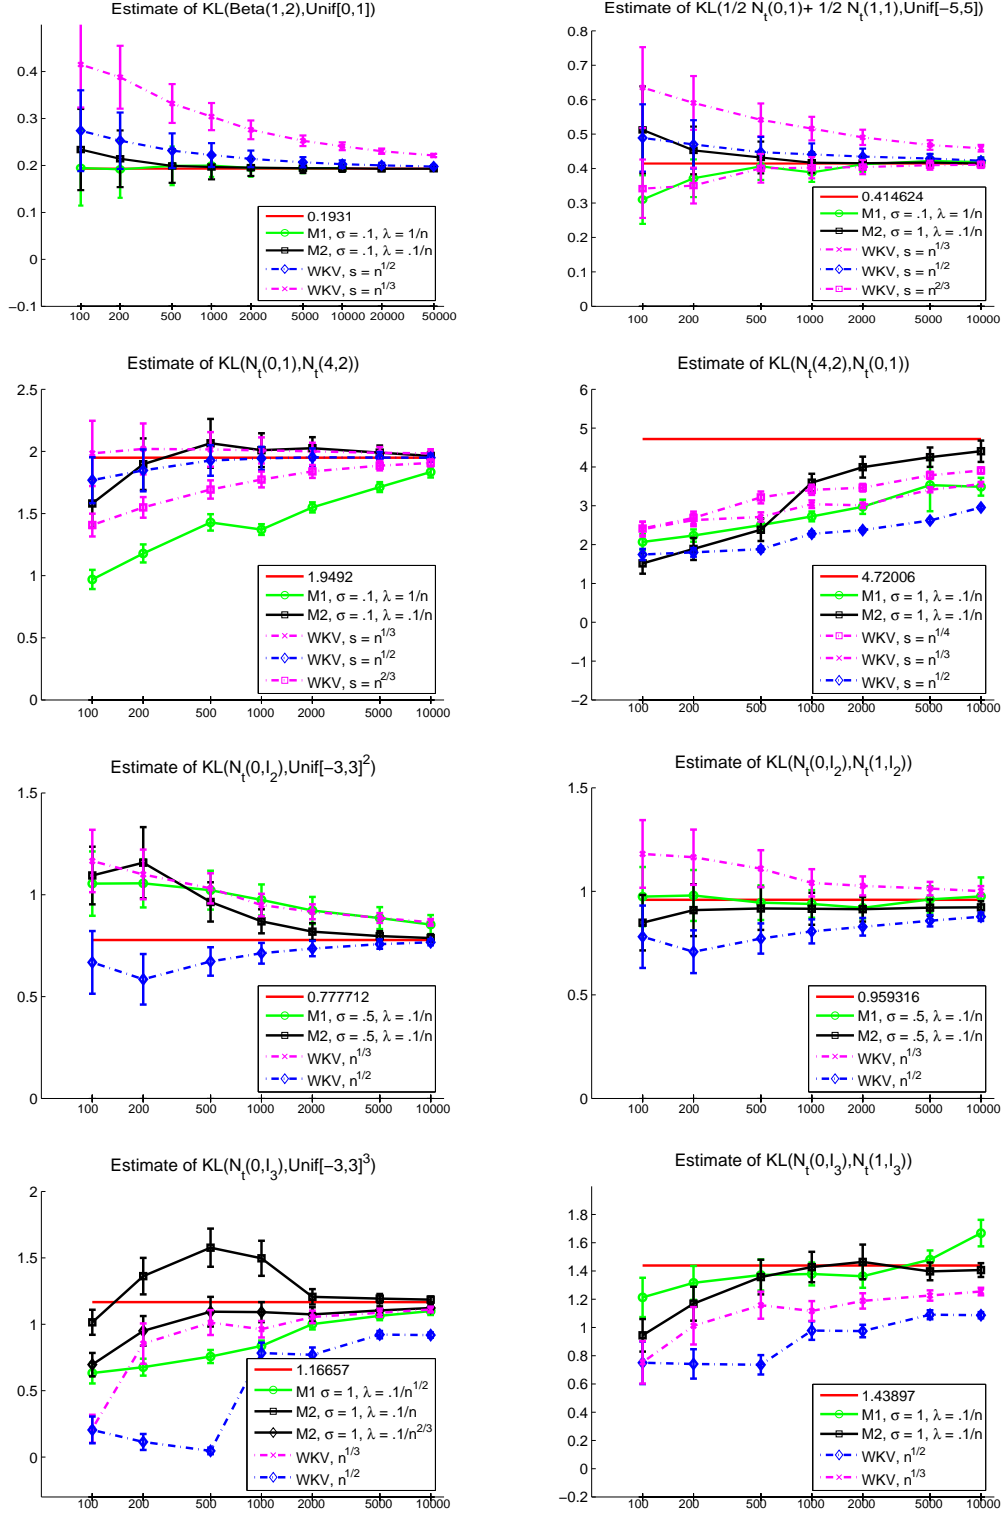 Estimate of KL(Beta(1,2),Unif[0,1])
0.4
0.3
0.2
0.1
0
−0.1
100 200 500 1000 2000 5000 10000 20000 50000
0.1931
M1, σ = .1, λ = 1/n
M2, σ = .1, λ = .1/n
WKV, s = n^{1/2}
WKV, s = n^{1/3}
Estimate of KL(1/2 N_t(0,1)+ 1/2 N_t(1,1),Unif[−5,5])
0.8
0.7
0.6
0.5
0.4
0.3
0.2
0.1
0
100 200 500 1000 2000 5000 10000
0.414624
M1, σ = .1, λ = 1/n
M2, σ = 1, λ = .1/n
WKV, s = n^{1/3}
WKV, s = n^{1/2}
WKV, s = n^{2/3}
Estimate of KL(N_t(0,1),N_t(4,2))
2.5
2
1.5
1
0.5
0
100 200 500 1000 2000 5000 10000
1.9492
M1, σ = .1, λ = 1/n
M2, σ = .1, λ = .1/n
WKV, s = n^{1/3}
WKV, s = n^{1/2}
WKV, s = n^{2/3}
Estimate of KL(N_t(4,2),N_t(0,1))
6
5
4
3
2
1
0
−1
−2
100 200 500 1000 2000 5000 10000
4.72006
M1, σ = 1, λ = .1/n
M2, σ = 1, λ = .1/n
WKV, s = n^{1/4}
WKV, s = n^{1/3}
WKV, s = n^{1/2}
Estimate of KL(N_t(0,I_2),Unif[−3,3]^2)
1.5
1
0.5
0
100 200 500 1000 2000 5000 10000
0.777712
M1, σ = .5, λ = .1/n
M2, σ = .5, λ = .1/n
WKV, n^{1/3}
WKV, n^{1/2}
Estimate of KL(N_t(0,I_2),N_t(1,I_2))
1.5
1
0.5
0
100 200 500 1000 2000 5000 10000
0.959316
M1, σ = .5, λ = .1/n
M2, σ = .5, λ = .1/n
WKV, n^{1/3}
WKV, n^{1/2}
Estimate of KL(N_t(0,I_3),Unif[−3,3]^3)
2
1.5
1
0.5
0
100 200 500 1000 2000 5000 10000
1.16657
M1 σ = 1, λ = .1/n^{1/2}
M2, σ = 1, λ = .1/n
M2, σ = 1, λ = .1/n^{2/3}
WKV, n^{1/3}
WKV, n^{1/2}
Estimate of KL(N_t(0,I_3),N_t(1,I_3))
1.8
1.6
1.4
1.2
1
0.8
0.6
0.4
0.2
0
−0.2
100 200 500 1000 2000 5000 10000
1.43897
M1, σ = 1, λ = .1/n
M2, σ = 1, λ = .1/n
WKV, n^{1/2}
WKV, n^{1/3}